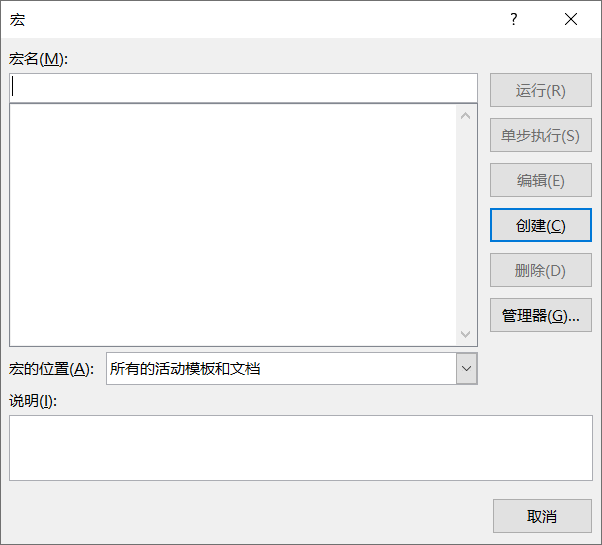 宏
?
宏名(M):
运行(R)
单步执行(S)
编辑(E)
创建(C)
删除(D)
管理器(G)...
宏的位置(A): 所有的活动模板和文档
说明(I):
取消